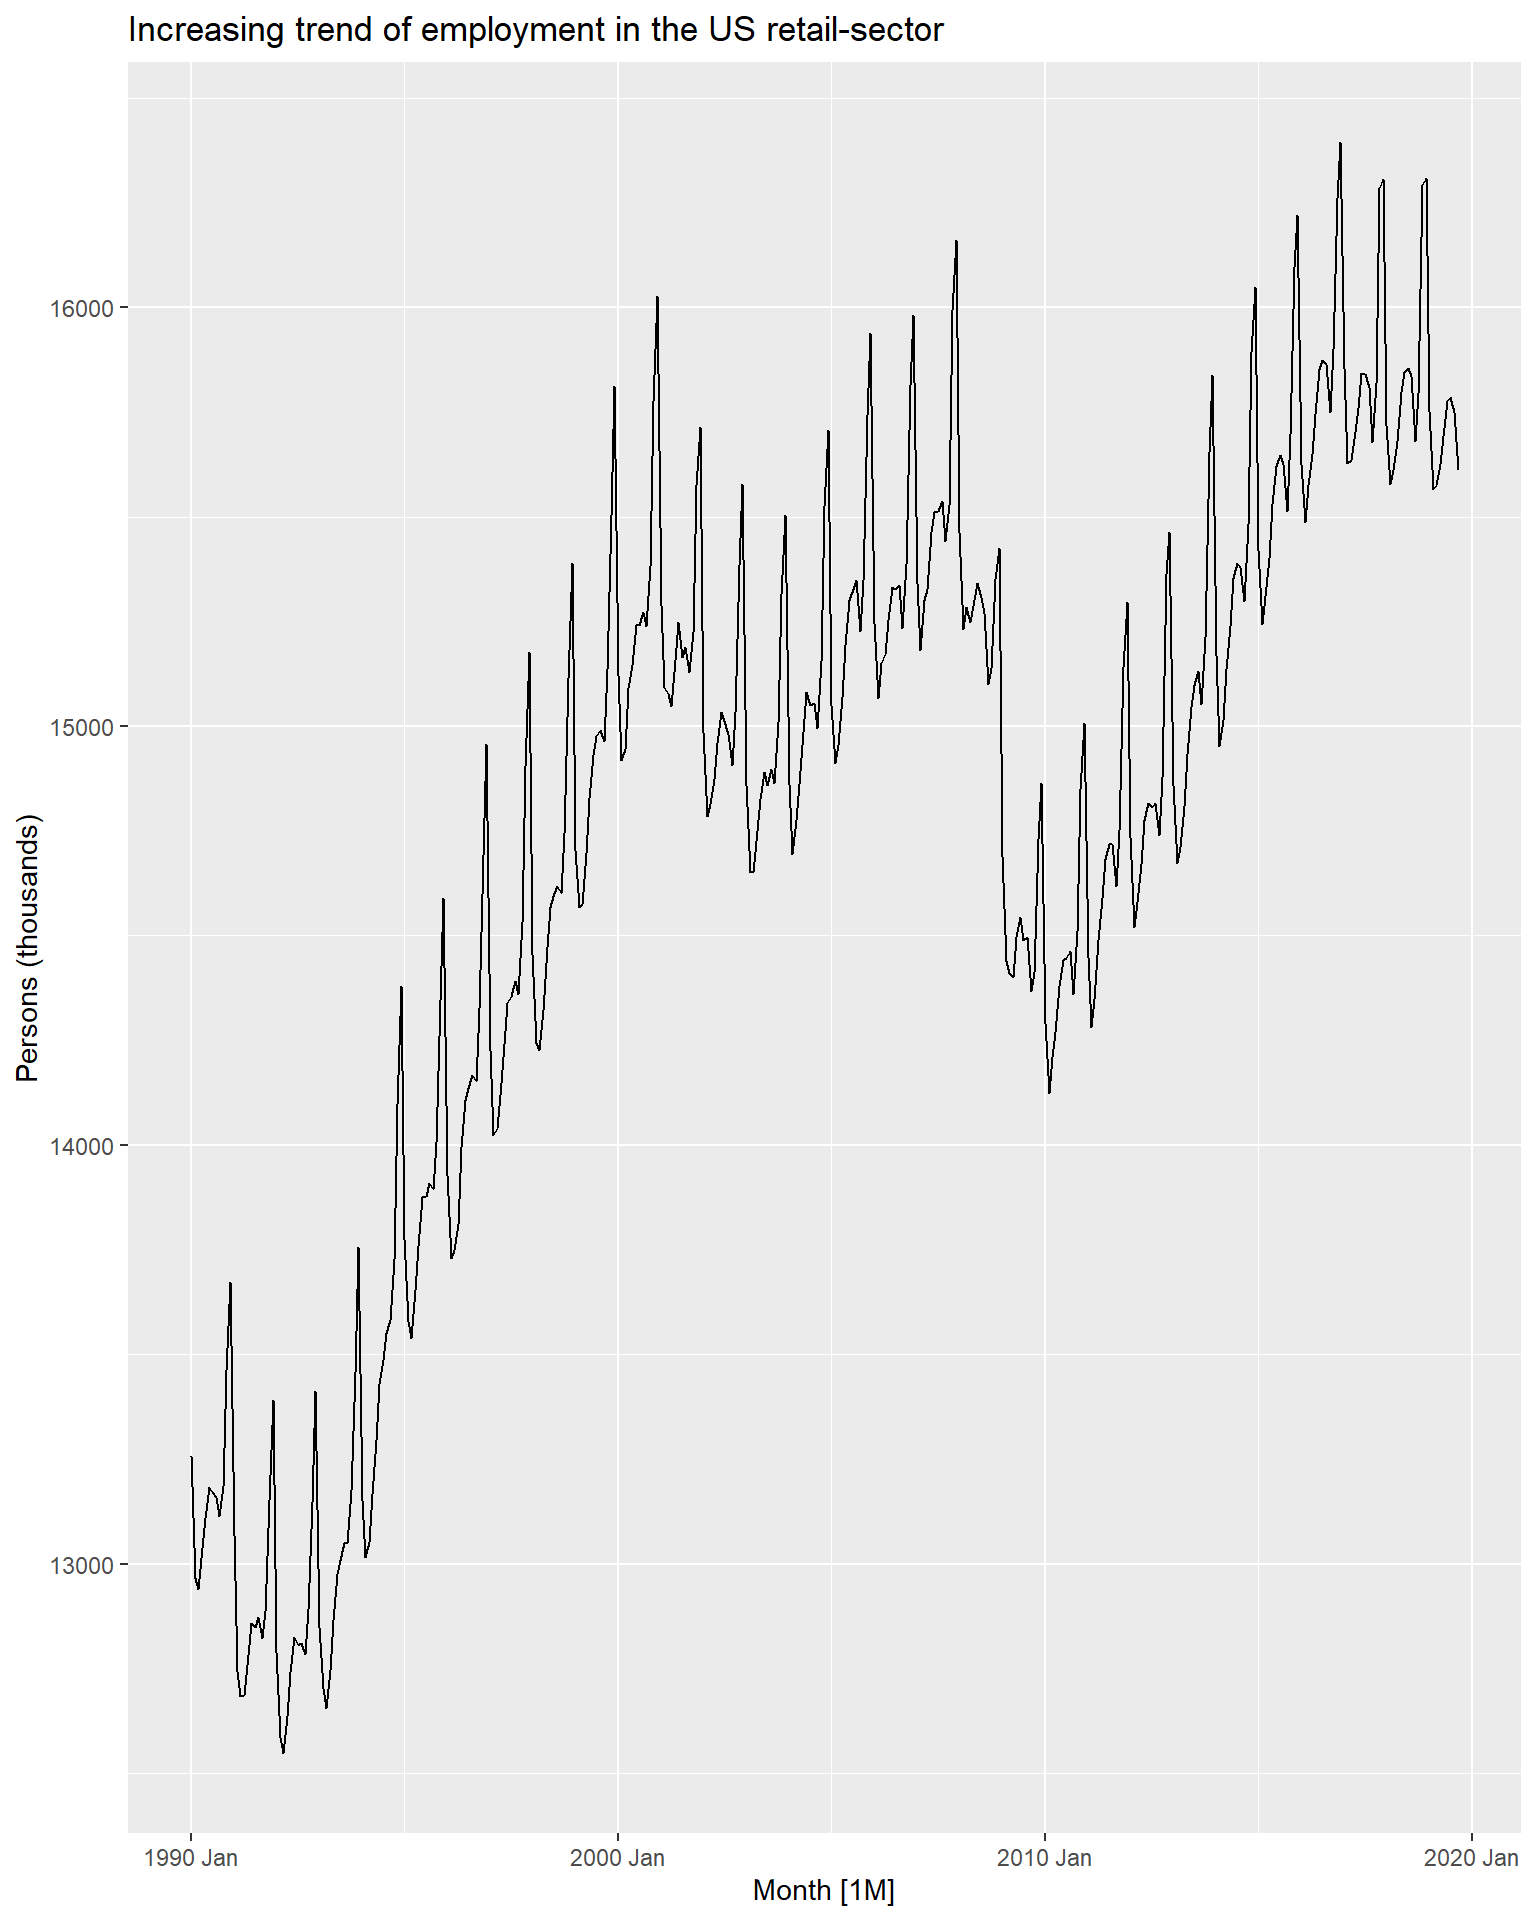 Increasing trend of employment in the US retail-sector
Persons (thousands)
16000
15000
14000
13000
1990 Jan
2000 Jan
2010 Jan
2020 Jan
Month [1M]